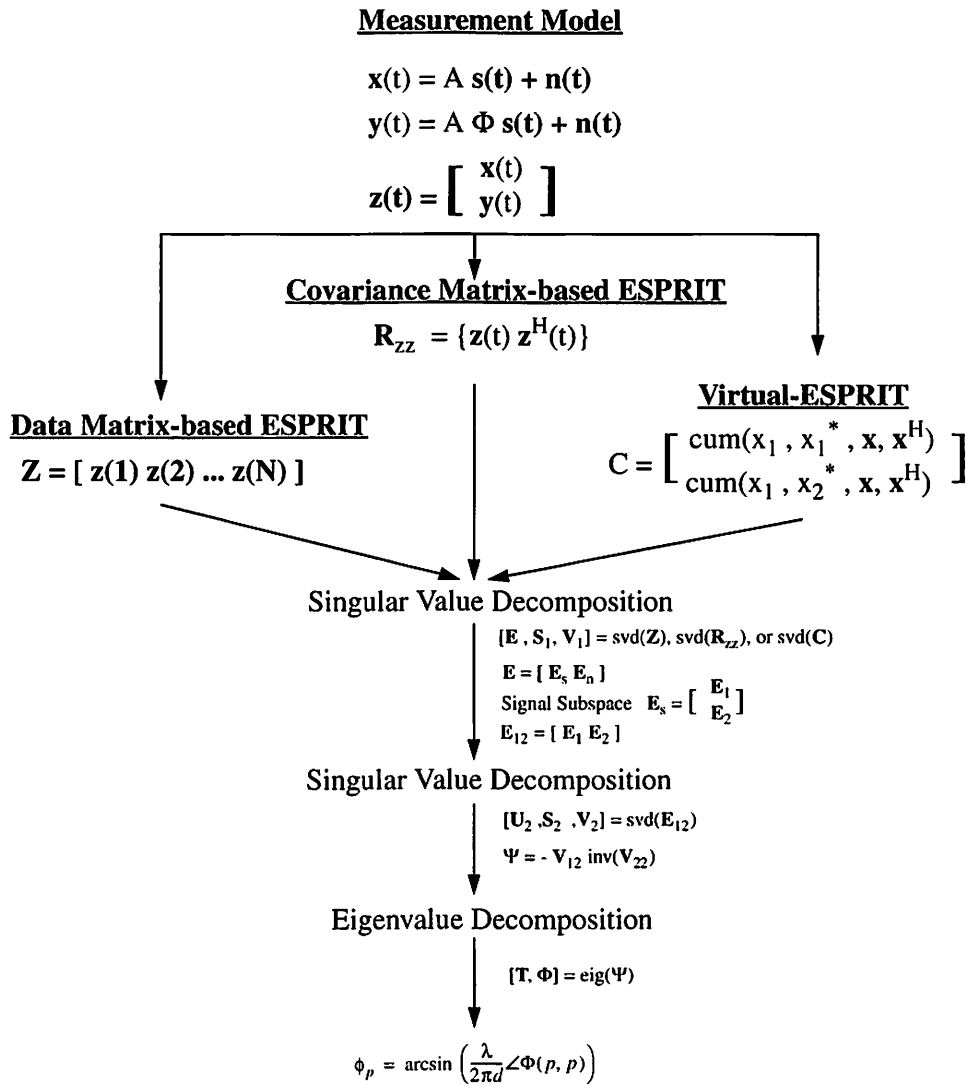 Measurement Model
x(t) = A s(t) + n(t)
y(t) = A Φ s(t) + n(t)
z(t) = [ x(t) y(t) ]
Covariance Matrix-based ESPRIT
R_zz = {z(t) z^H(t)}
Data Matrix-based ESPRIT
Z = [ z(1) z(2) ... z(N) ]
Virtual-ESPRIT
C = [ cum(x_1 , x_1^* , x, x^H) cum(x_1 , x_2^* , x, x^H) ]
Singular Value Decomposition
[E , S_1, V_1] = svd(Z), svd(R_zz), or svd(C)
E = [ E_s E_n ]
Signal Subspace E_s = [ E_1 E_2 ]
E_12 = [ E_1 E_2 ]
Singular Value Decomposition
[U_2 ,S_2 ,V_2] = svd(E_12)
Ψ = - V_12 inv(V_22)
Eigenvalue Decomposition
[T, Φ] = eig(Ψ)
ϕ_p = arcsin (λ/2πd ∠Φ(p, p))